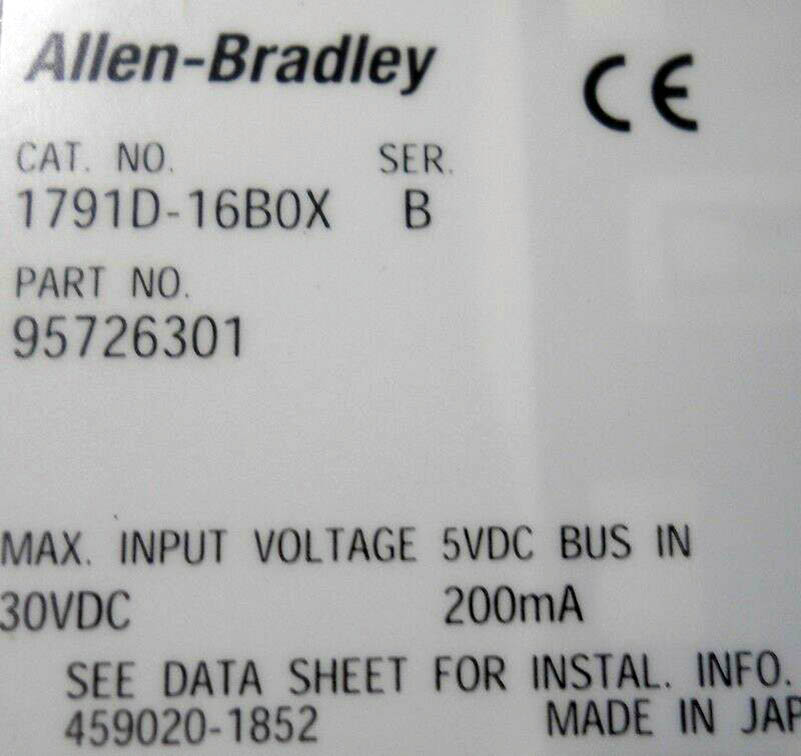 Allen-Bradley
CE
CAT. NO. SER.
1791D-16B0X B
PART NO.
95726301
MAX. INPUT VOLTAGE 5VDC BUS IN
30VDC 200mA
SEE DATA SHEET FOR INSTAL. INFO.
459020-1852 MADE IN JAP